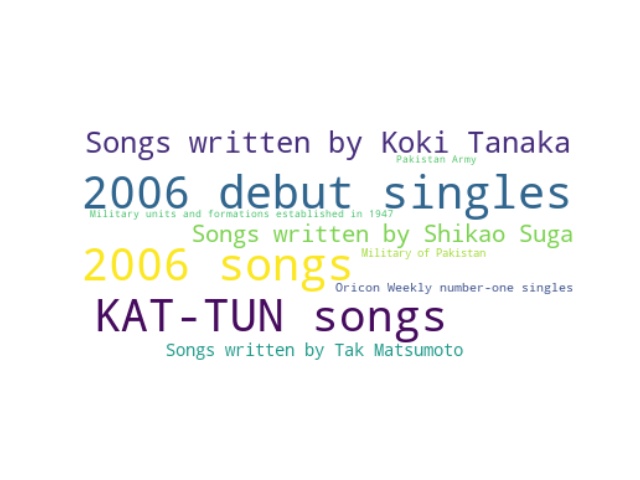 Songs written by Koki Tanaka
Pakistan Army
2006 debut singles
Military units and formations established in 1947
Songs written by Shikao Suga
2006 songs
Military of Pakistan
Oricon Weekly number-one singles
KAT-TUN songs
Songs written by Tak Matsumoto